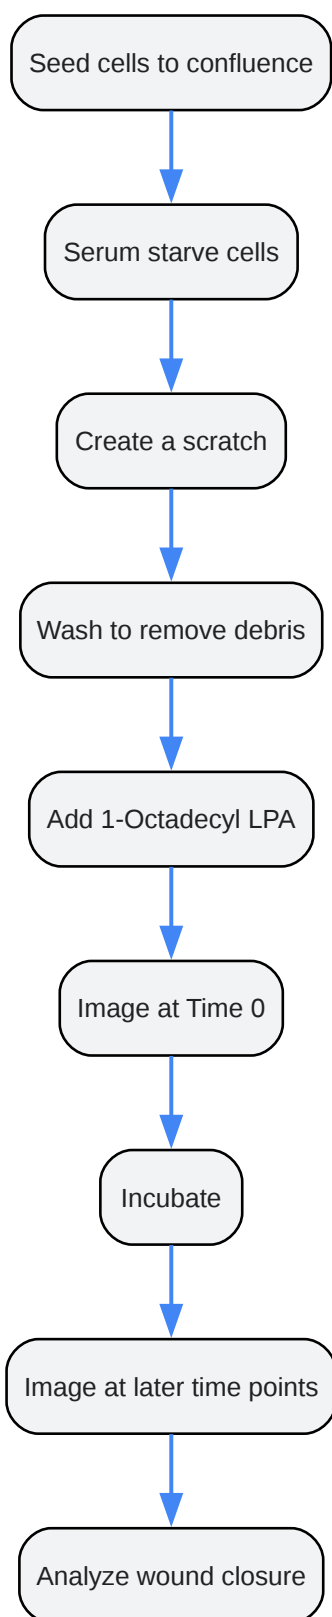 Seed cells to confluence
Serum starve cells
Create a scratch
Wash to remove debris
Add 1-Octadecyl LPA
Image at Time 0
Incubate
Image at later time points
Analyze wound closure